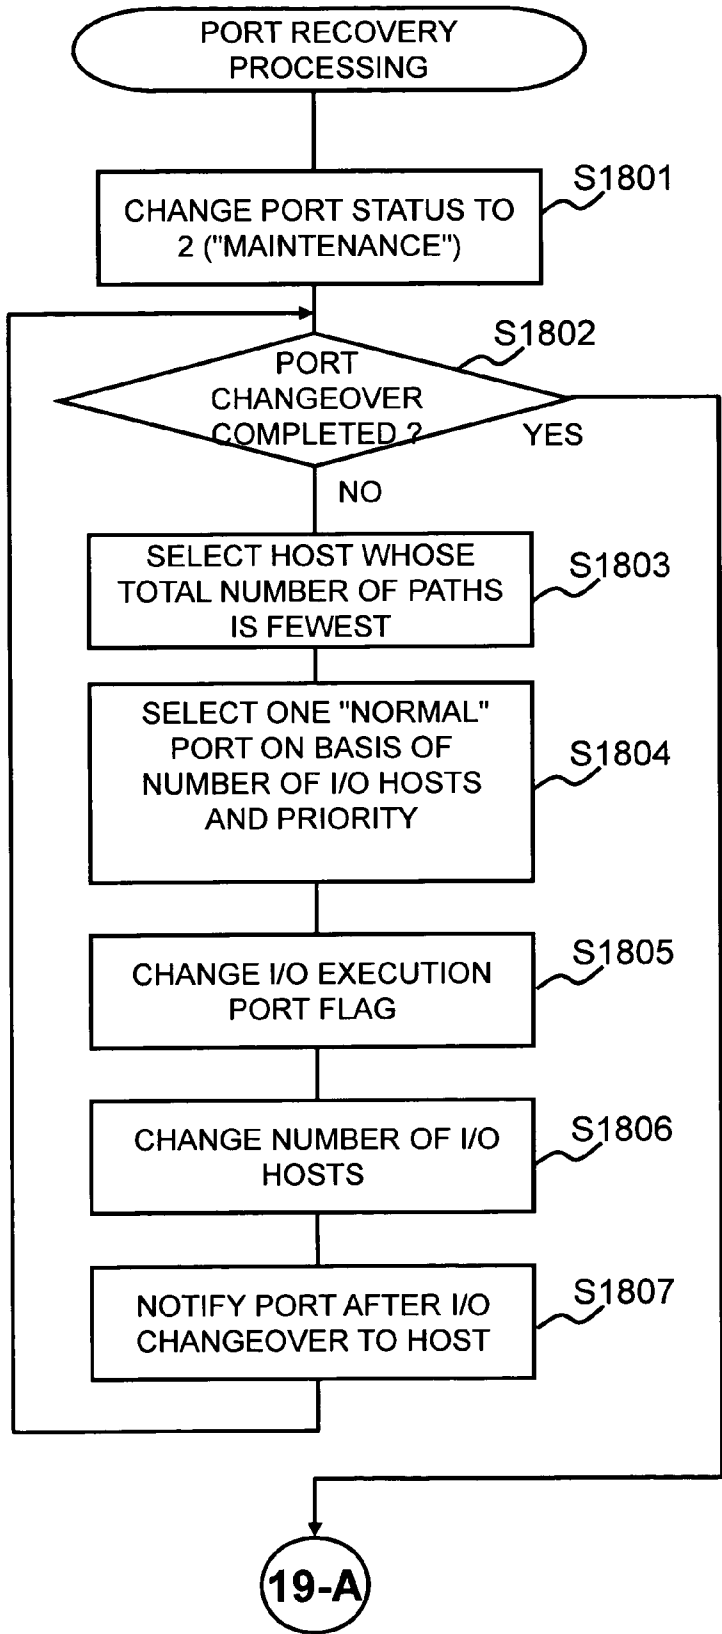 PORT RECOVERY
PROCESSING
S1801
CHANGE PORT STATUS TO
2 ("MAINTENANCE")
S1802
PORT
CHANGEOVER
COMPLETED ?
YES
NO
SELECT HOST WHOSE
TOTAL NUMBER OF PATHS
IS FEWEST
S1803
SELECT ONE "NORMAL"
PORT ON BASIS OF
NUMBER OF I/O HOSTS
AND PRIORITY
S1804
CHANGE I/O EXECUTION
PORT FLAG
S1805
CHANGE NUMBER OF I/O
HOSTS
S1806
NOTIFY PORT AFTER I/O
CHANGEOVER TO HOST
S1807
19-A